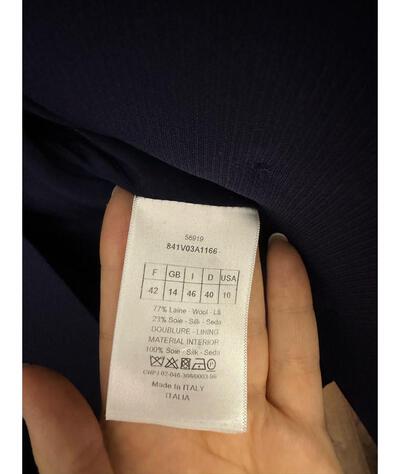 56919
841V03A1166
F GB I D USA
42 14 46 40 10
77% Laine - Wool - Lã
23% Soie - Silk - Seda
DOUBLURE - LINING
MATERIAL INTERIOR
100% Soie - Silk - Seda
Made In ITALY
ITALIA